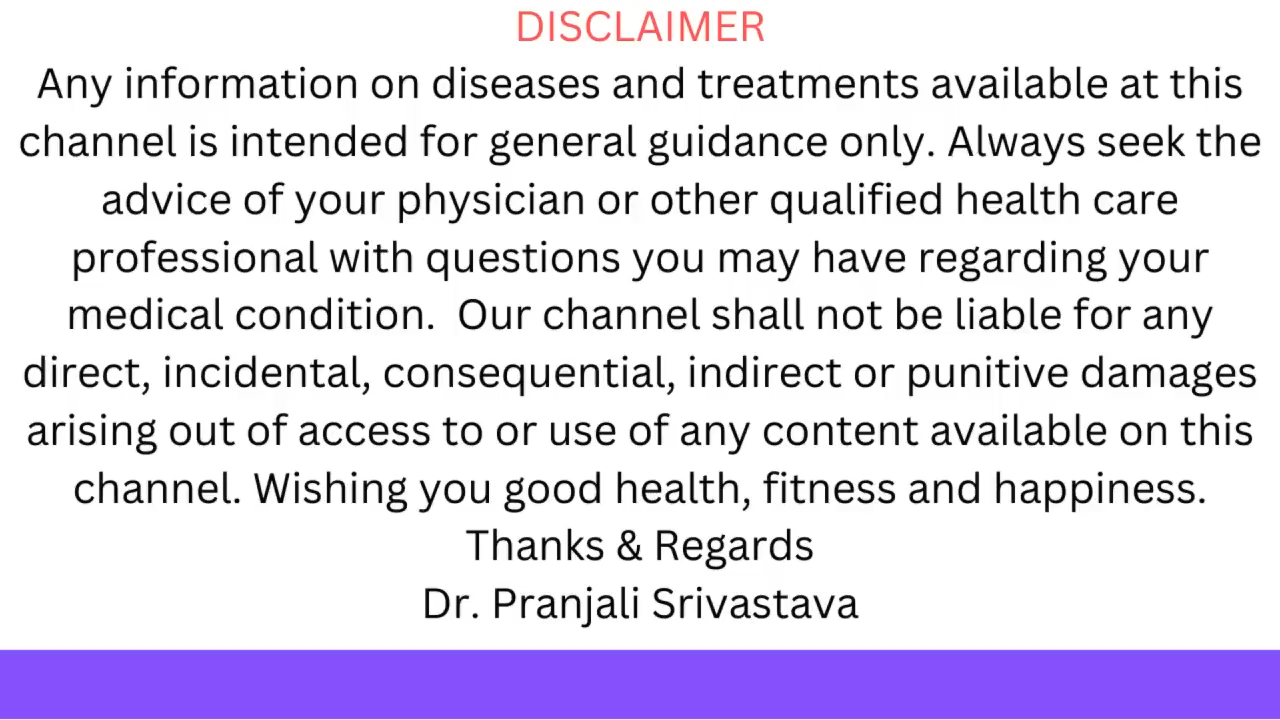 DISCLAIMER
Any information on diseases and treatments available at this
channel is intended for general guidance only. Always seek the
advice of your physician or other qualified health care
professional with questions you may have regarding your
medical condition.  Our channel shall not be liable for any
direct, incidental, consequential, indirect or punitive damages
arising out of access to or use of any content available on this
channel. Wishing you good health, fitness and happiness.
Thanks & Regards
Dr. Pranjali Srivastava